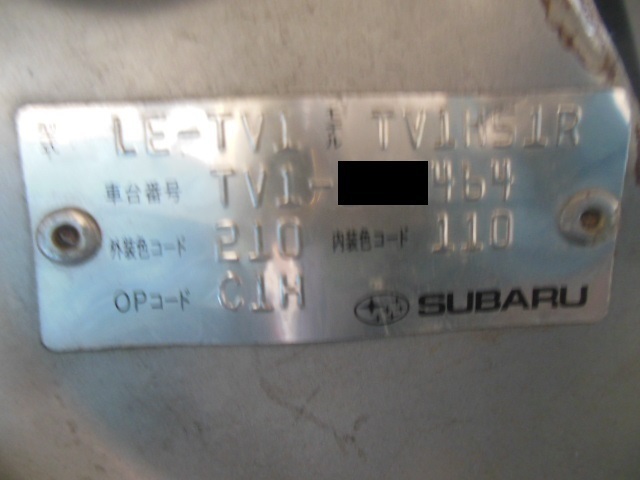 LE-TV1 TV1KS1R
車台番号 TV1- 464
外装色コード 210 内装色コード 110
OPコード C1H SUBARU